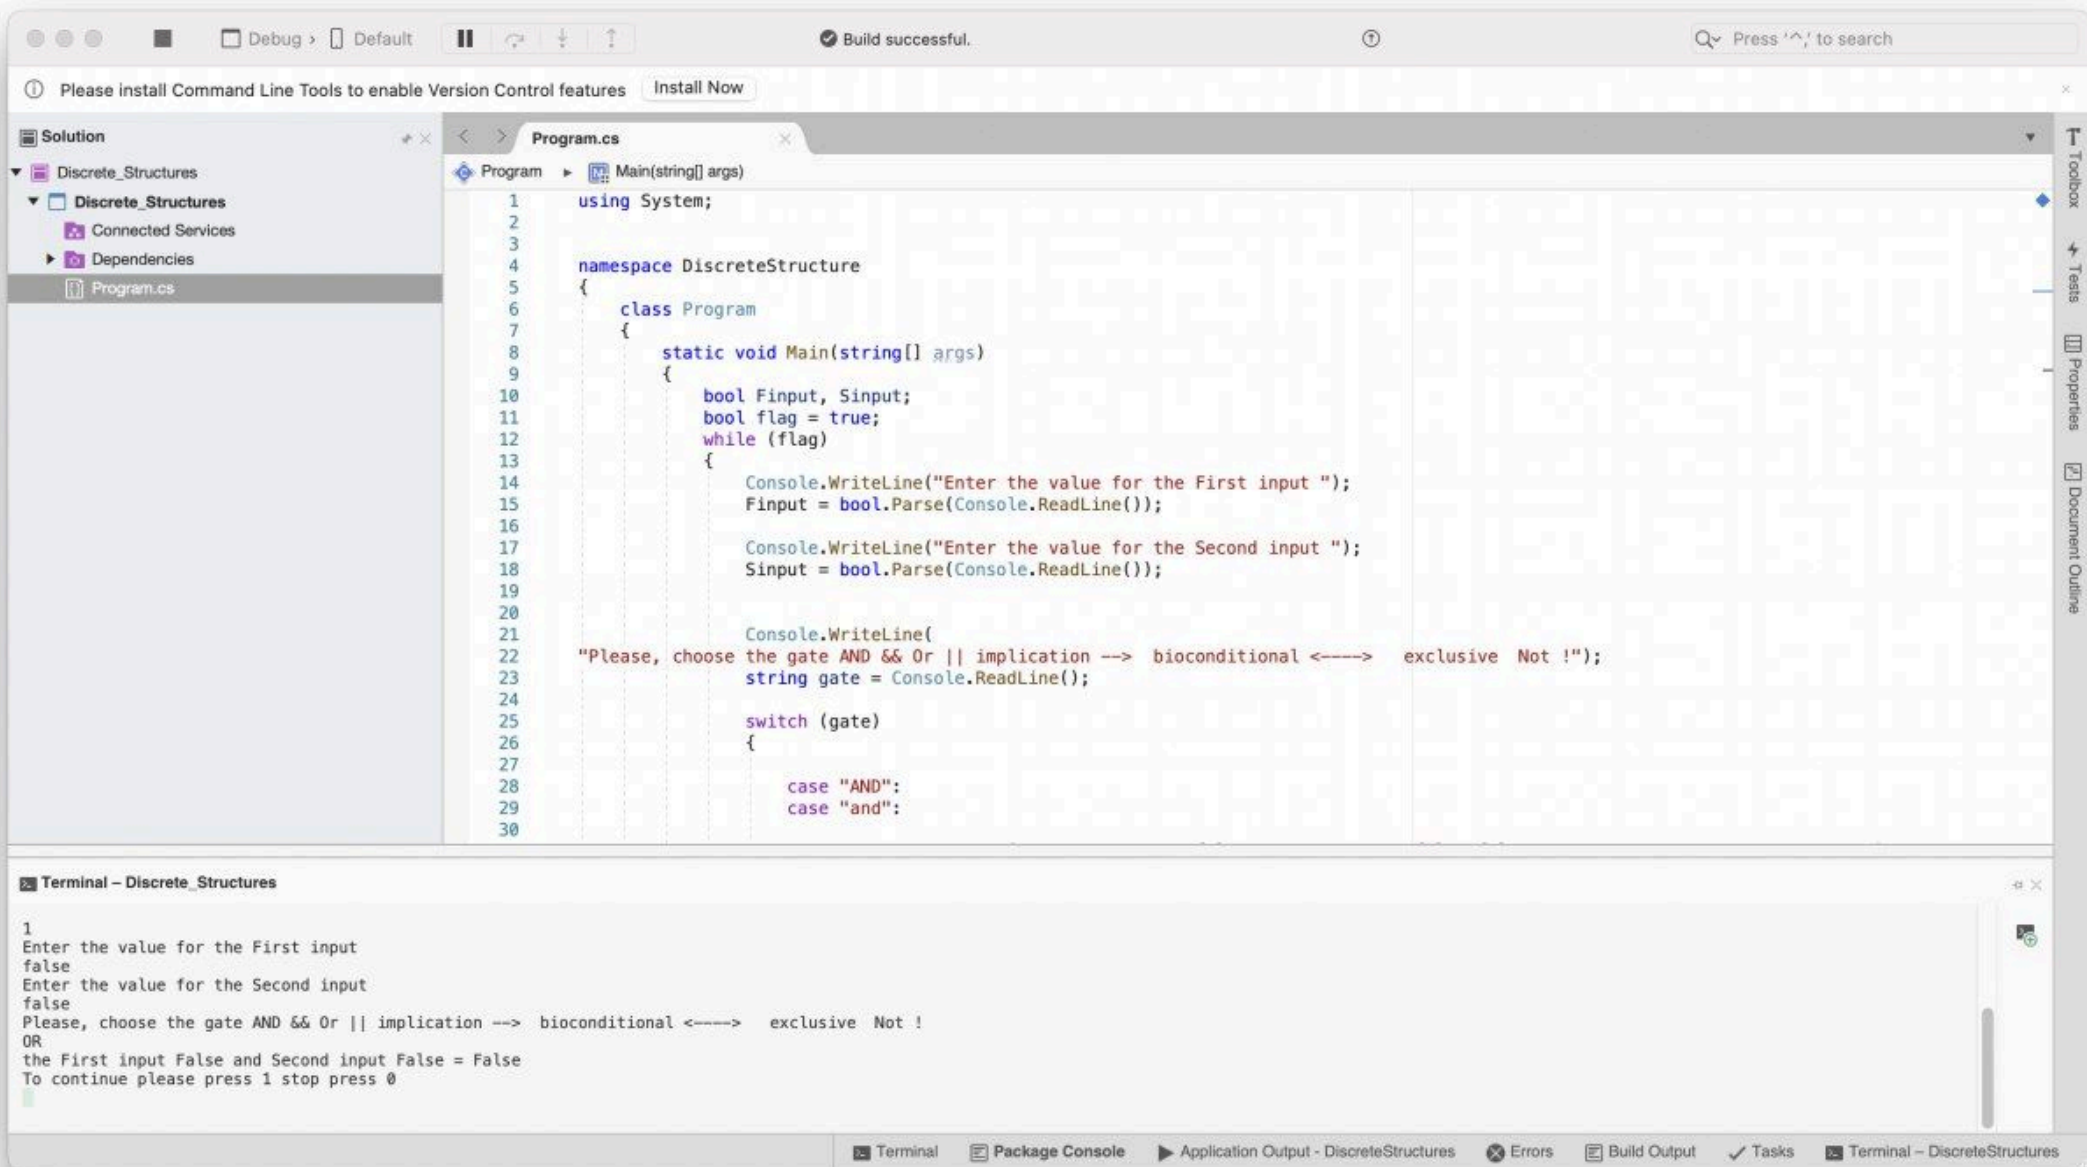 Debug › Default
Build successful.
Press '^,' to search
Please install Command Line Tools to enable Version Control features
Install Now
Solution
Discrete_Structures
Discrete_Structures
Connected Services
Dependencies
Program.cs
Program.cs
Program ▸ Main(string[] args)
1 using System;
2
3
4 namespace DiscreteStructure
5 {
6 class Program
7 {
8 static void Main(string[] args)
9 {
10 bool Finput, Sinput;
11 bool flag = true;
12 while (flag)
13 {
14 Console.WriteLine("Enter the value for the First input ");
15 Finput = bool.Parse(Console.ReadLine());
16
17 Console.WriteLine("Enter the value for the Second input ");
18 Sinput = bool.Parse(Console.ReadLine());
19
20
21 Console.WriteLine(
22 "Please, choose the gate AND && Or || implication --> bioconditional <----> exclusive Not !");
23 string gate = Console.ReadLine();
24
25 switch (gate)
26 {
27
28 case "AND":
29 case "and":
30
Toolbox
Tests
Properties
Document Outline
Terminal – Discrete_Structures
1
Enter the value for the First input
false
Enter the value for the Second input
false
Please, choose the gate AND && Or || implication --> bioconditional <----> exclusive Not !
OR
the First input False and Second input False = False
To continue please press 1 stop press 0
Terminal
Package Console
Application Output - DiscreteStructures
Errors
Build Output
Tasks
Terminal – DiscreteStructures